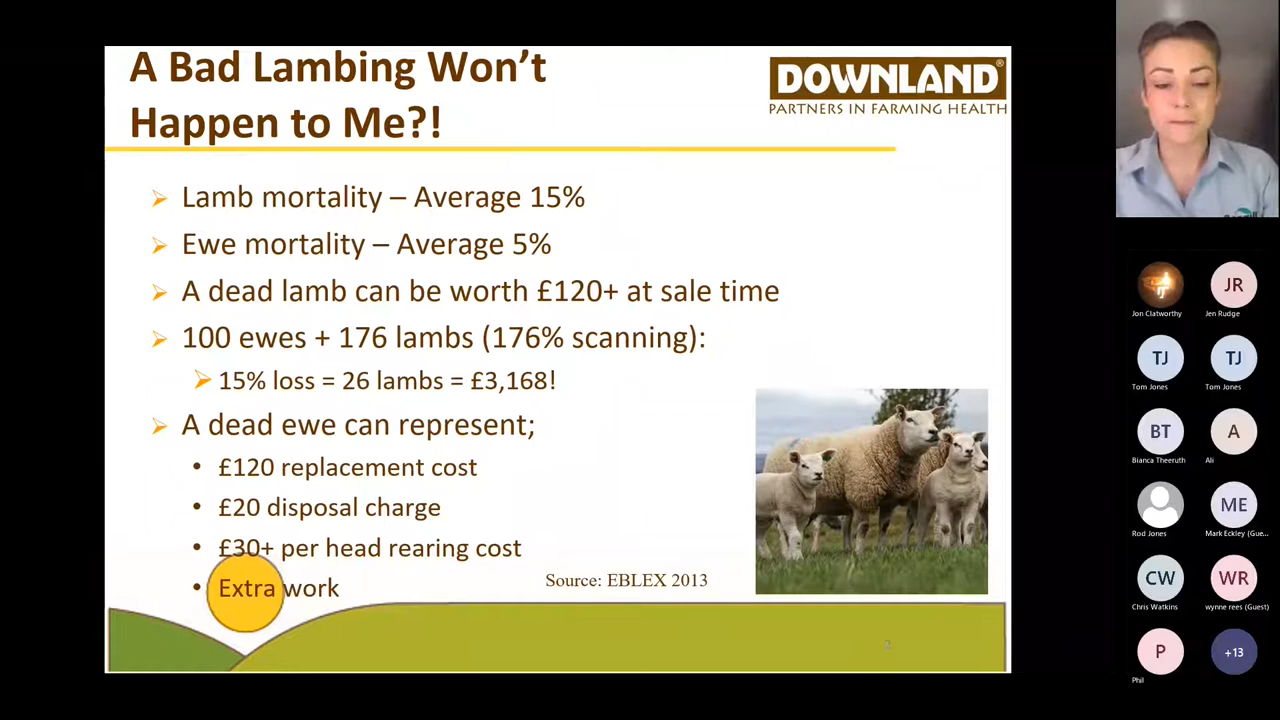 A Bad Lambing Won't
Happen to Me?!
DOWNLAND®
PARTNERS IN FARMING HEALTH
Lamb mortality – Average 15%
Ewe mortality – Average 5%
A dead lamb can be worth £120+ at sale time
100 ewes + 176 lambs (176% scanning):
15% loss = 26 lambs = £3,168!
A dead ewe can represent;
• £120 replacement cost
• £20 disposal charge
• £30+ per head rearing cost
• Extra work
Source: EBLEX 2013
Jon Clatworthy
JR
Jen Rudge
TJ
Tom Jones
TJ
Tom Jones
BT
Bianca Theeruth
A
Ali
Rod Jones
ME
Mark Eckley (Gue...
CW
Chris Watkins
WR
wynne rees (Guest)
P
Phil
+13